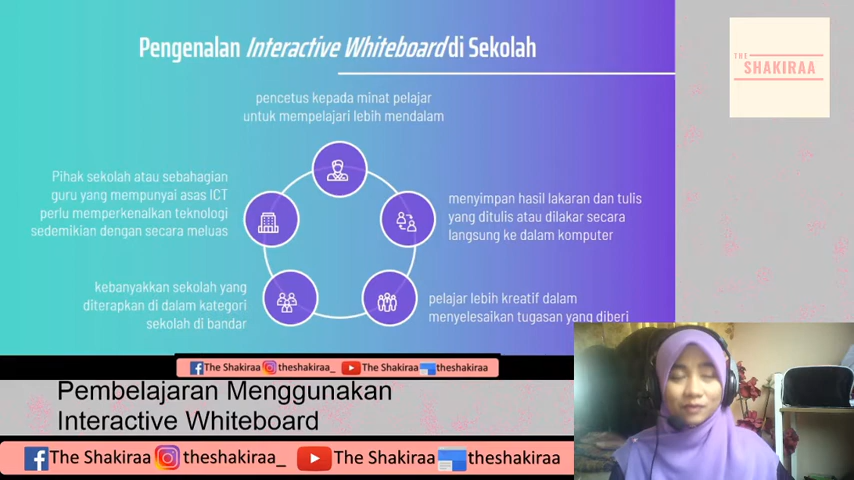 Pengenalan Interactive Whiteboard di Sekolah
THE
SHAKIRAA
pencetus kepada minat pelajar
untuk mempelajari lebih mendalam
Pihak sekolah atau sebahagian
guru yang mempunyai asas ICT
perlu memperkenalkan teknologi
sedemikian dengan secara meluas
menyimpan hasil lakaran dan tulis
yang ditulis atau dilakar secara
langsung ke dalam komputer
kebanyakkan sekolah yang
diterapkan di dalam kategori
sekolah di bandar
pelajar lebih kreatif dalam
menyelesaikan tugasan yang diberi
The Shakiraa theshakiraa_ The Shakiraa theshakiraa
Pembelajaran Menggunakan
Interactive Whiteboard
The Shakiraa theshakiraa_ The Shakiraa theshakiraa